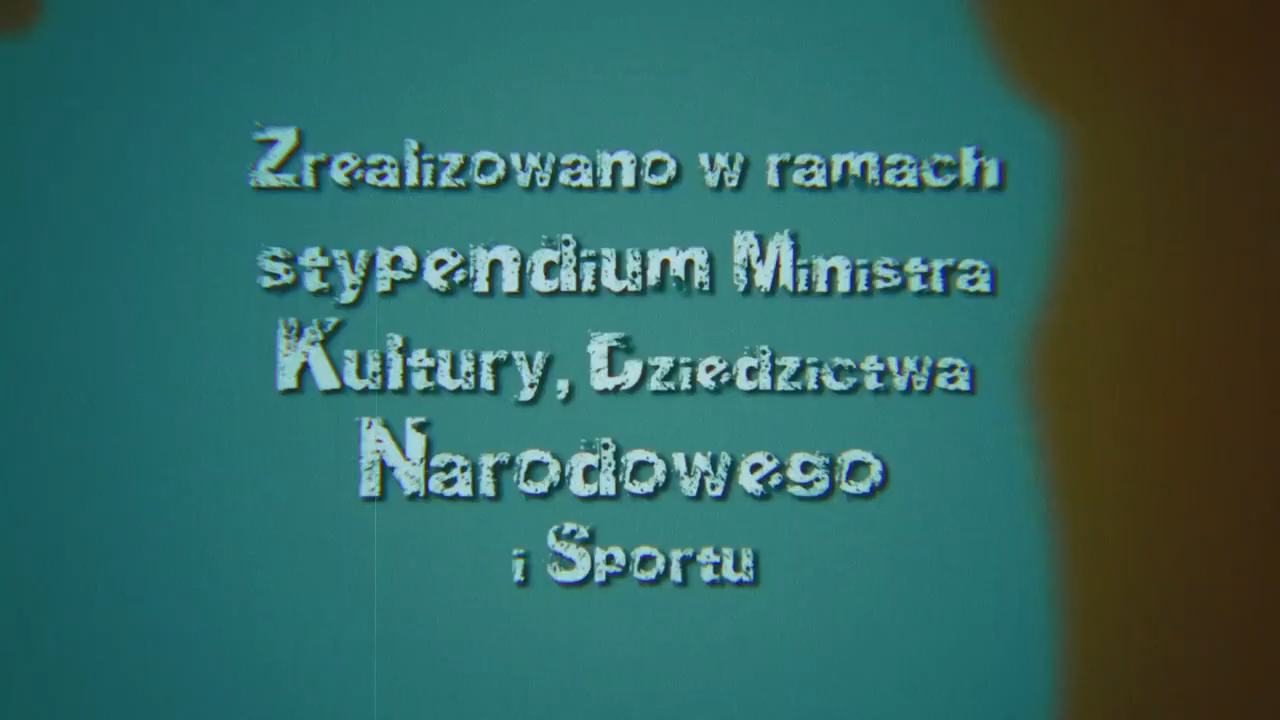 Zrealizowano w ramach
stypendium Ministra
Kultury, Dziedzictwa
Narodowego
i Sportu